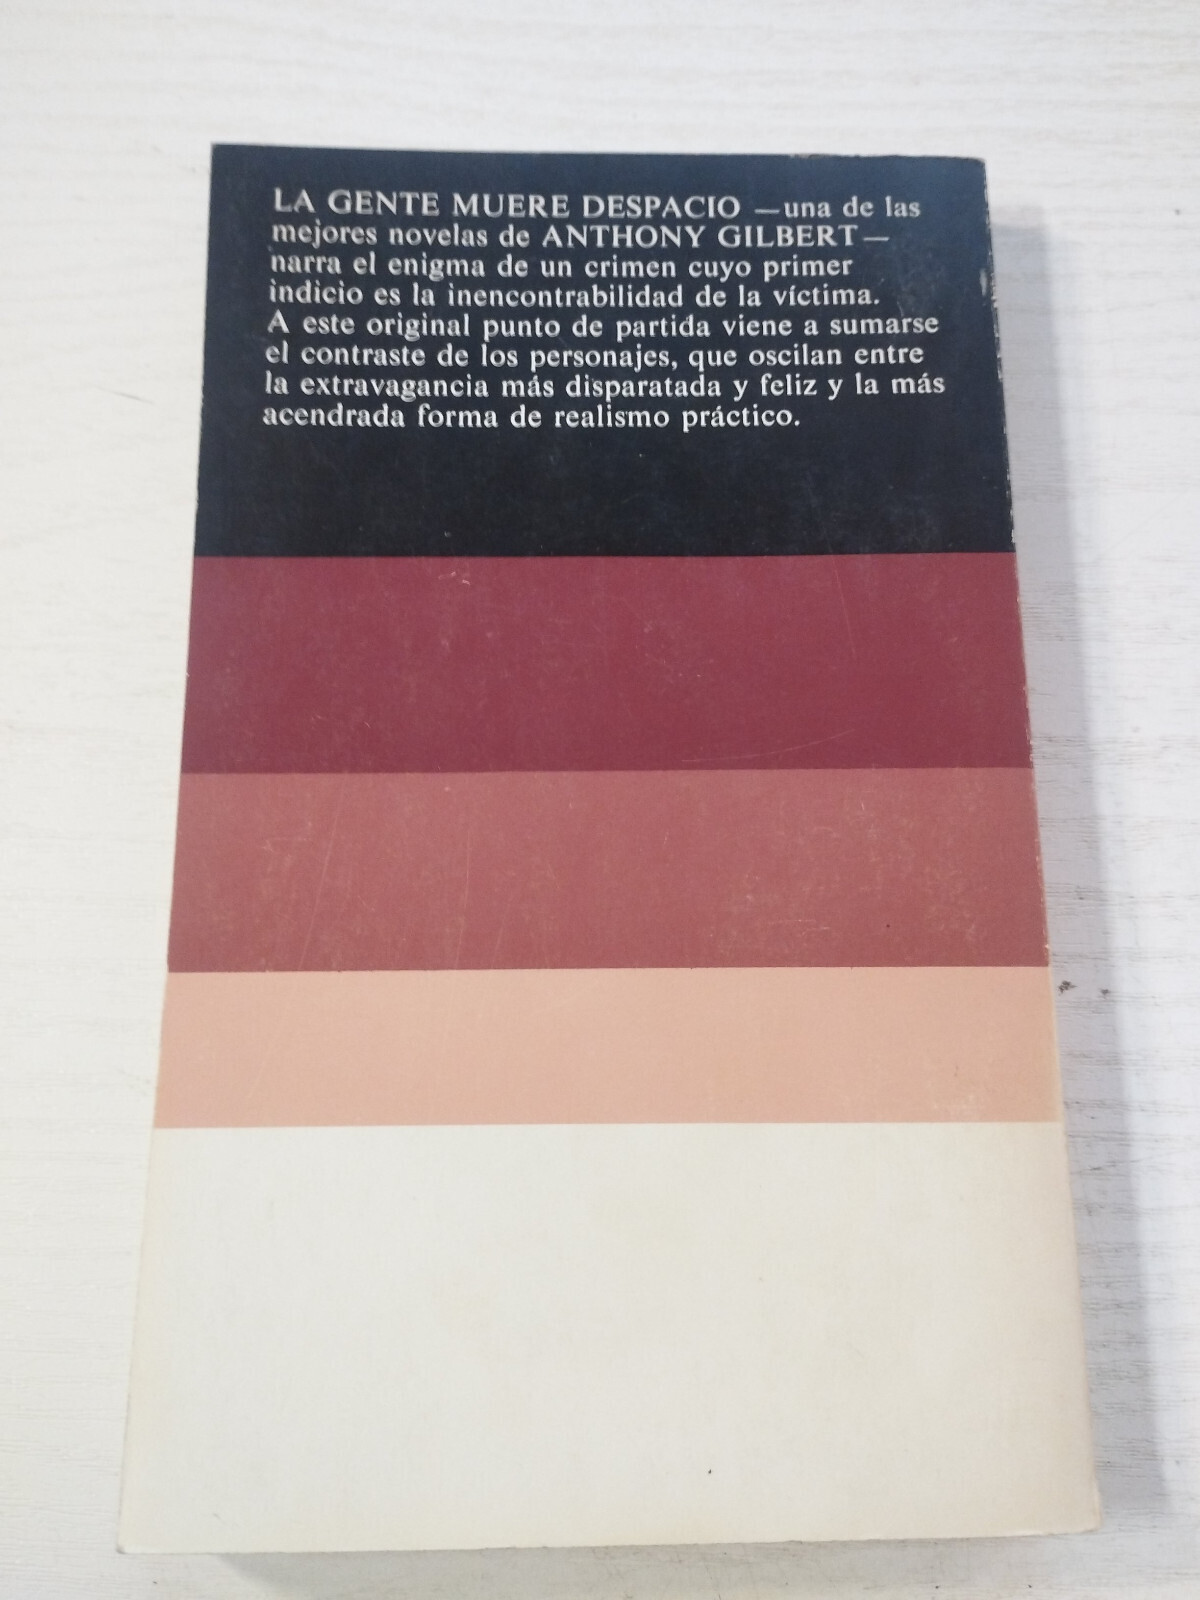 LA GENTE MUERE DESPACIO —una de las
mejores novelas de ANTHONY GILBERT—
narra el enigma de un crimen cuyo primer
indicio es la inencontrabilidad de la víctima.
A este original punto de partida viene a sumarse
el contraste de los personajes, que oscilan entre
la extravagancia más disparatada y feliz y la más
acendrada forma de realismo práctico.